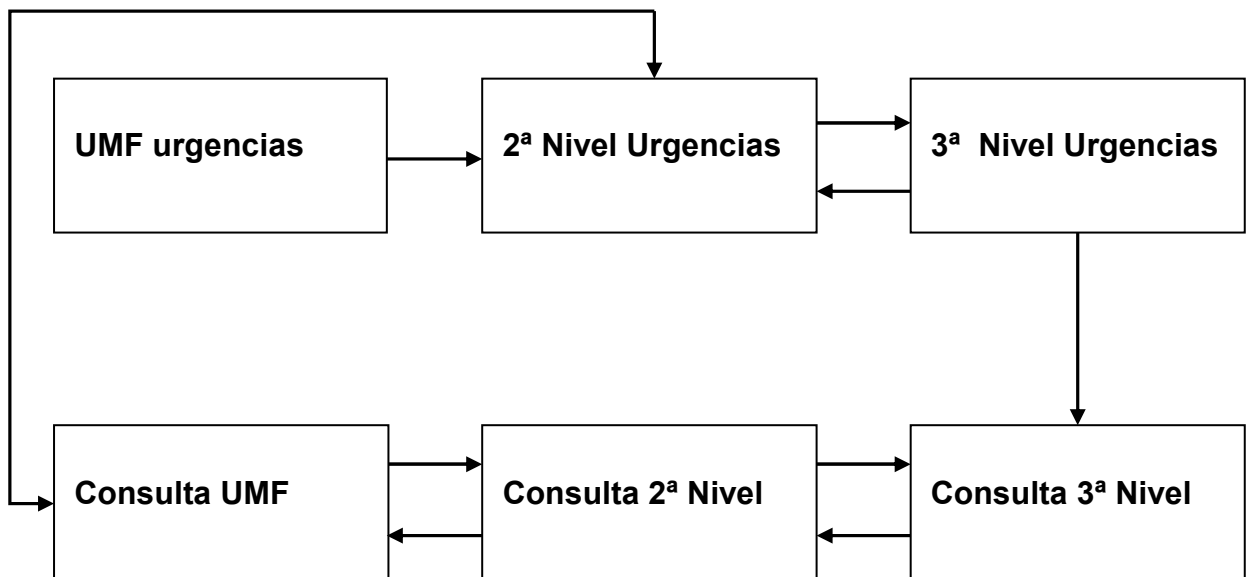 UMF urgencias
2ª Nivel Urgencias
3ª Nivel Urgencias
Consulta UMF
Consulta 2ª Nivel
Consulta 3ª Nivel